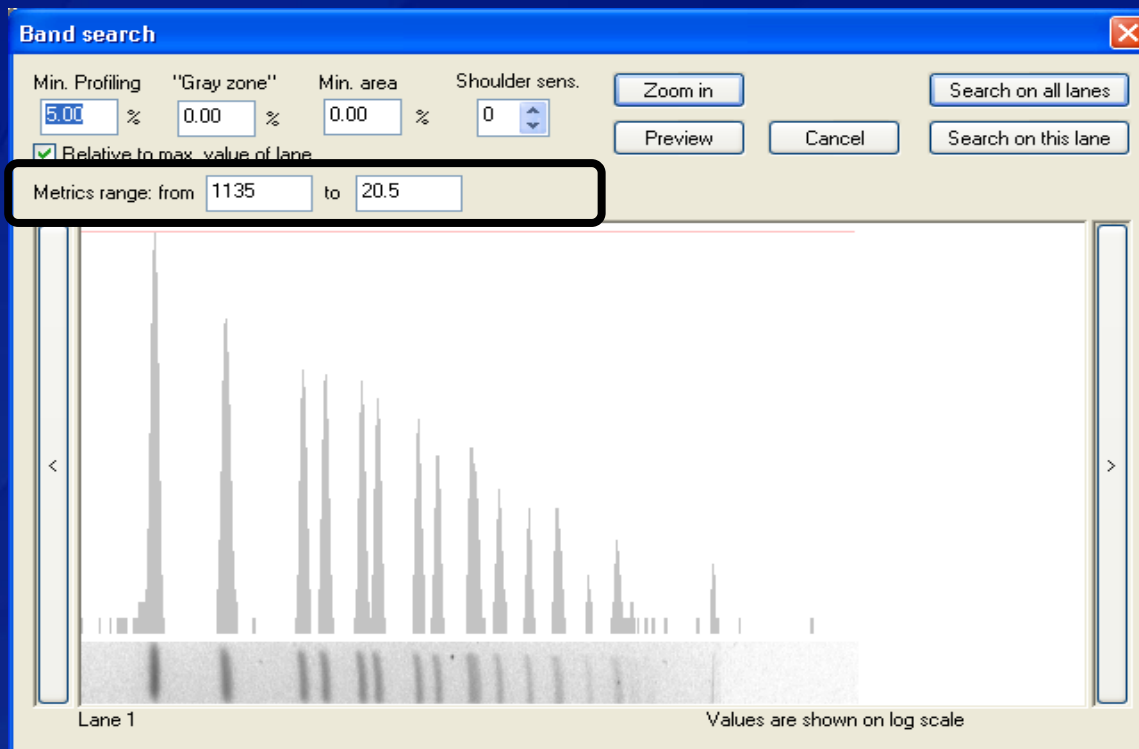 Band search
Min. Profiling "Gray zone" Min. area Shoulder sens.
5.00 % 0.00 % 0.00 % 0
Zoom in Search on all lanes
Preview Cancel Search on this lane
Relative to max. value of lane
Metrics range: from 1135 to 20.5
< >
Lane 1 Values are shown on log scale